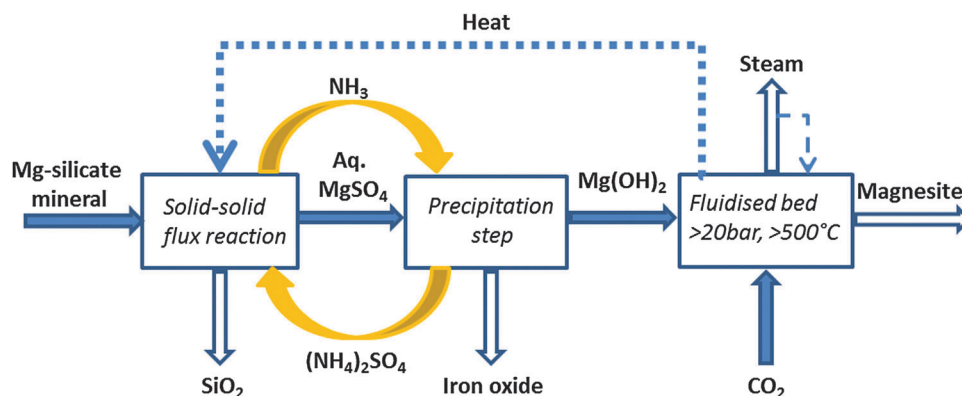 Heat
Steam
NH₃
Mg-silicate
mineral
Aq.
MgSO₄
Mg(OH)₂
Magnesite
Solid-solid
flux reaction
Precipitation
step
Fluidised bed
>20bar, >500°C
(NH₄)₂SO₄
SiO₂
Iron oxide
CO₂